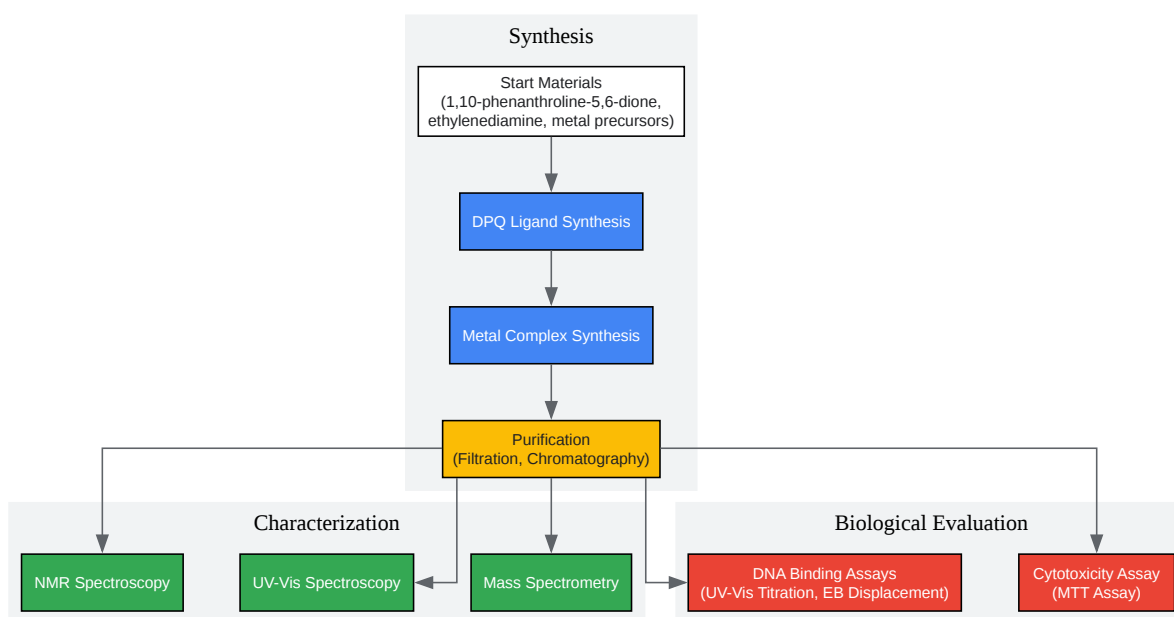 Synthesis
Start Materials
(1,10-phenanthroline-5,6-dione,
ethylenediamine, metal precursors)
DPQ Ligand Synthesis
Metal Complex Synthesis
Purification
(Filtration, Chromatography)
Characterization
NMR Spectroscopy
UV-Vis Spectroscopy
Mass Spectrometry
Biological Evaluation
DNA Binding Assays
(UV-Vis Titration, EB Displacement)
Cytotoxicity Assay
(MTT Assay)